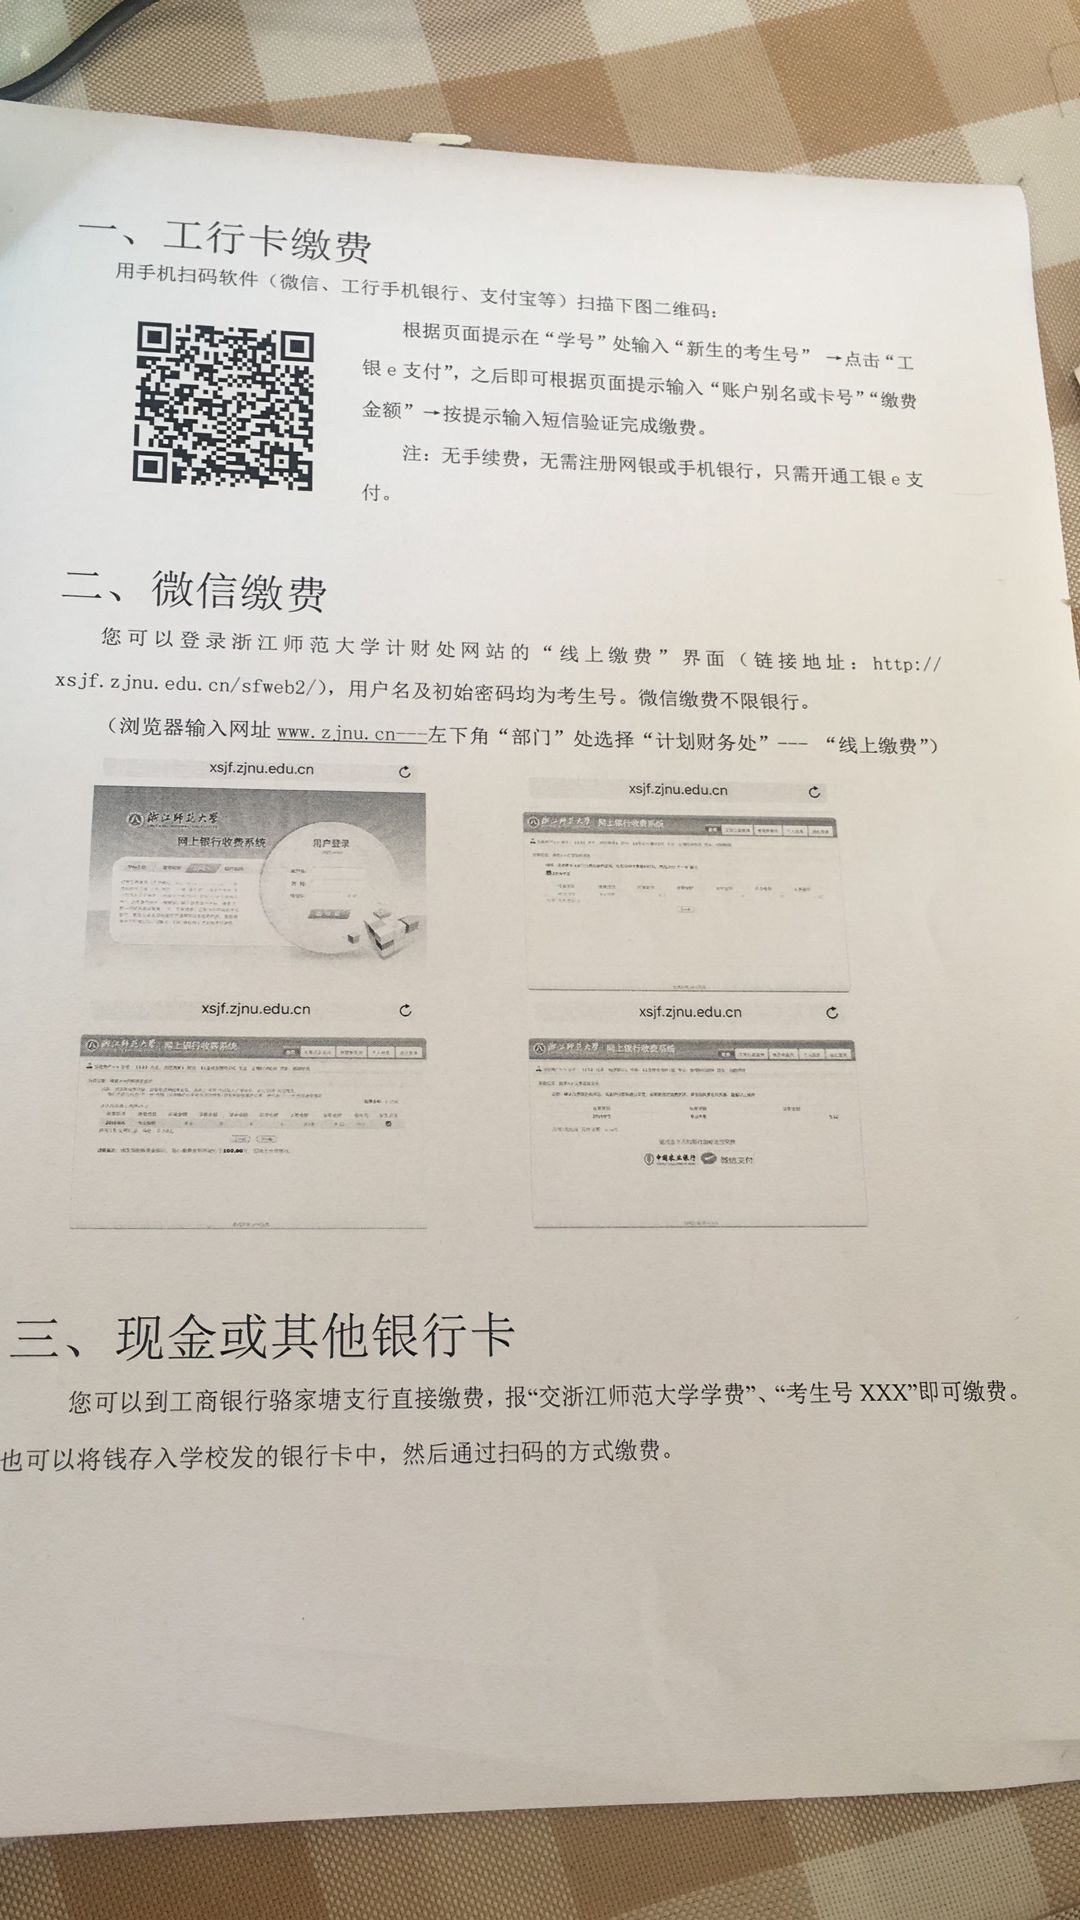 一、工行卡缴费
用手机扫码软件（微信、工行手机银行、支付宝等）扫描下图二维码：
根据页面提示在“学号”处输入“新生的考生号” →点击“工
银 e 支付”，之后即可根据页面提示输入“账户别名或卡号”“缴费
金额”→按提示输入短信验证完成缴费。
注：无手续费，无需注册网银或手机银行，只需开通工银 e 支
付。
二、微信缴费
您可以登录浙江师范大学计财处网站的“线上缴费”界面（链接地址：http://
xsjf.zjnu.edu.cn/sfweb2/），用户名及初始密码均为考生号。微信缴费不限银行。
（浏览器输入网址 www.zjnu.cn---左下角“部门”处选择“计划财务处”--- “线上缴费”）
xsjf.zjnu.edu.cn
浙江师范大学
网上银行收费系统
用户登录
xsjf.zjnu.edu.cn
浙江师范大学 网上银行收费系统
xsjf.zjnu.edu.cn
浙江师范大学 网上银行收费系统
xsjf.zjnu.edu.cn
浙江师范大学 网上银行收费系统
中国农业银行 微信支付
三、现金或其他银行卡
您可以到工商银行骆家塘支行直接缴费，报“交浙江师范大学学费”、“考生号 XXX”即可缴费。
也可以将钱存入学校发的银行卡中，然后通过扫码的方式缴费。